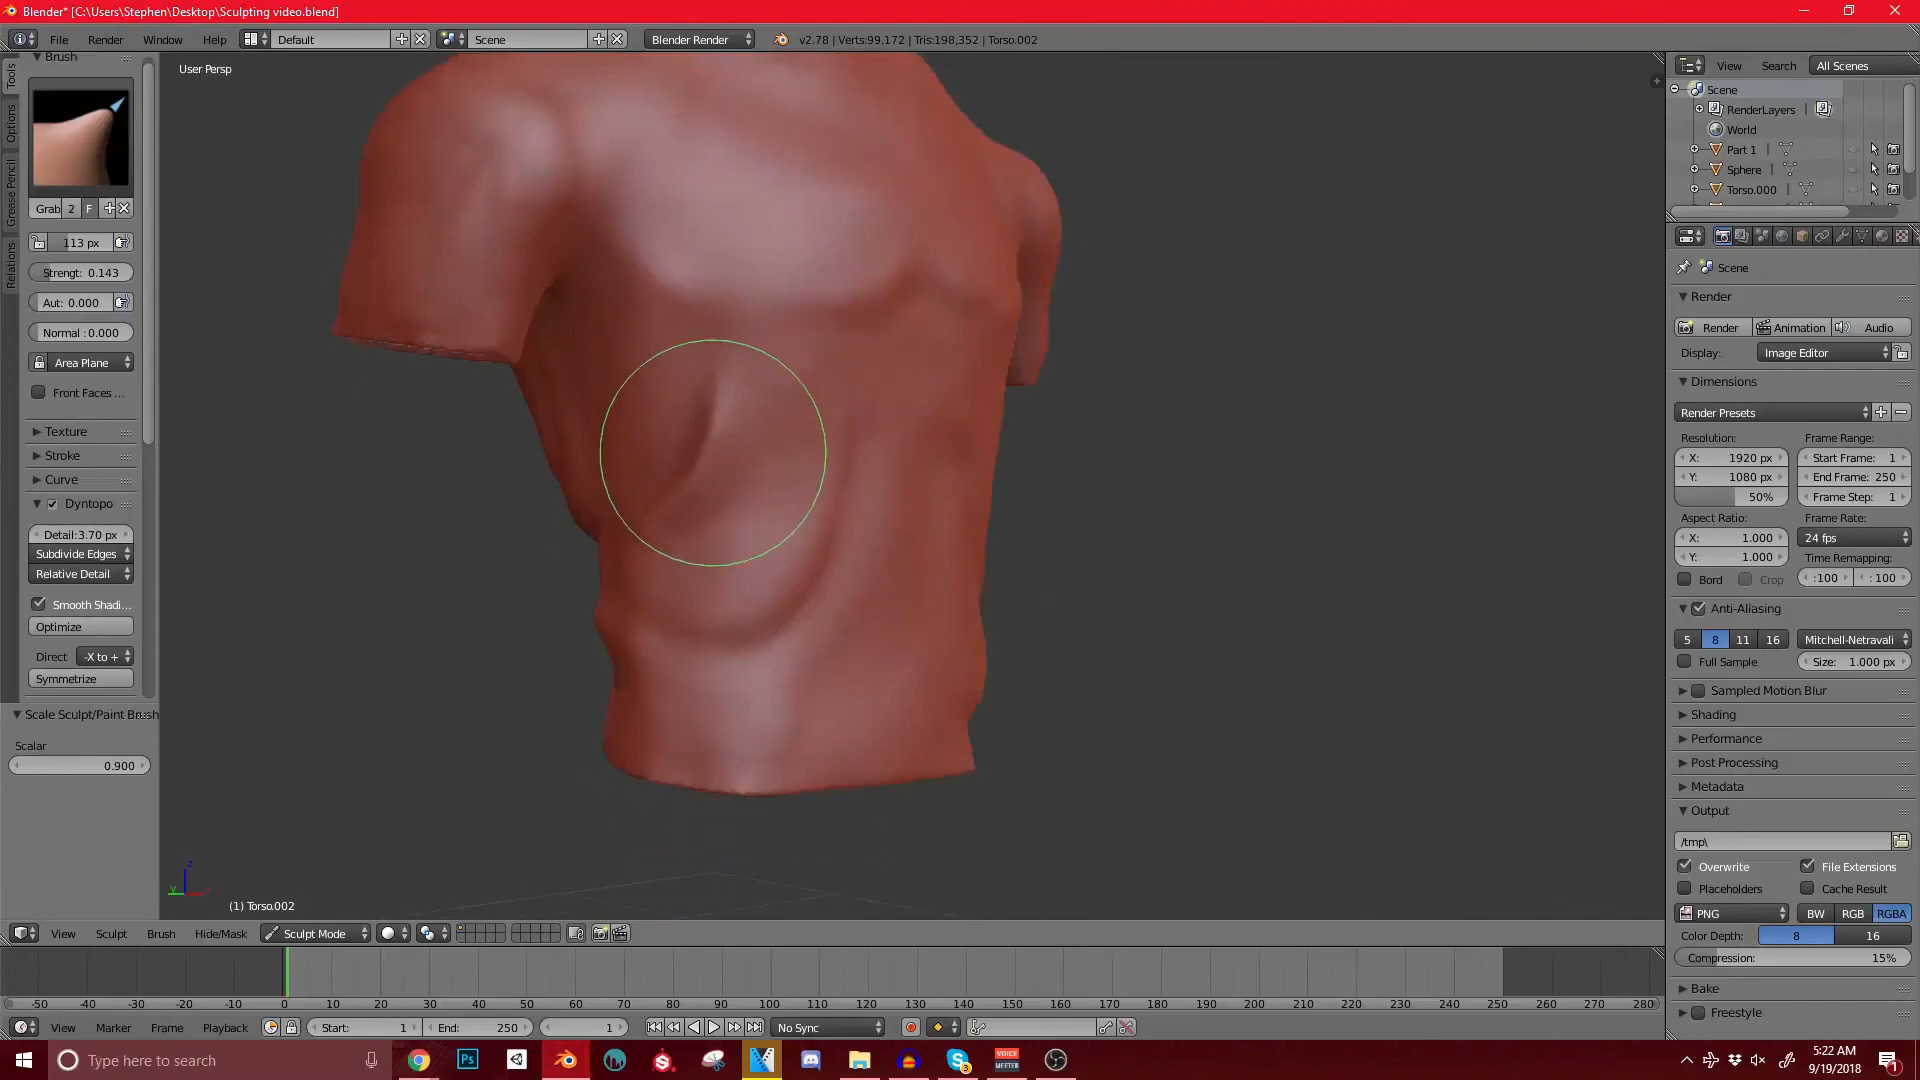 Blender* [C:\Users\Stephen\Desktop\Sculpting video.blend]
File Render Window Help Default Scene Blender Render v2.78 | Verts:99,172 | Tris:198,352 | Torso.002
Brush
Tools
Options
Grease Pencil
Relations
Grab 2 F
113 px
Strengt: 0.143
Aut: 0.000
Normal : 0.000
Area Plane
Front Faces ...
Texture
Stroke
Curve
Dyntopo
Detail:3.70 px
Subdivide Edges
Relative Detail
Smooth Shadi...
Optimize
Direct -X to +
Symmetrize
Scale Sculpt/Paint Brush
Scalar
0.900
User Persp
z
y
(1) Torso.002
View Sculpt Brush Hide/Mask Sculpt Mode
View Search All Scenes
Scene
RenderLayers |
World
Part 1 |
Sphere |
Torso.000 |
Scene
Render
Render Animation Audio
Display: Image Editor
Dimensions
Render Presets
Resolution: Frame Range:
X: 1920 px Start Frame: 1
Y: 1080 px End Frame: 250
50% Frame Step: 1
Aspect Ratio: Frame Rate:
X: 1.000 24 fps
Y: 1.000 Time Remapping:
Bord Crop :100 : 100
Anti-Aliasing
5 8 11 16 Mitchell-Netravali
Full Sample Size: 1.000 px
Sampled Motion Blur
Shading
Performance
Post Processing
Metadata
Output
/tmp\
Overwrite File Extensions
Placeholders Cache Result
PNG BW RGB RGBA
Color Depth: 8 16
Compression: 15%
Bake
Freestyle
-50 -40 -30 -20 -10 0 10 20 30 40 50 60 70 80 90 100 110 120 130 140 150 160 170 180 190 200 210 220 230 240 250 260 270 280
View Marker Frame Playback Start: 1 End: 250 1 No Sync
Type here to search
Ps
VOICE MEETER
3
5:22 AM
9/19/2018
1